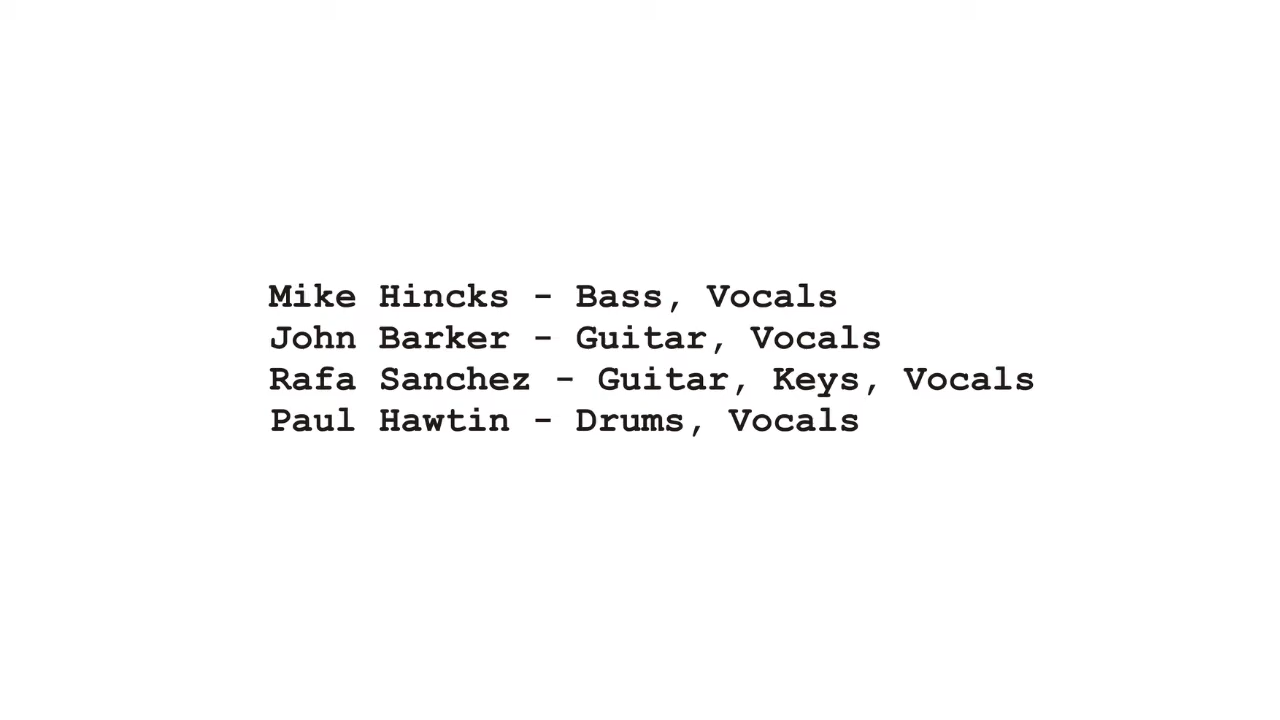 Mike Hincks - Bass, Vocals
John Barker - Guitar, Vocals
Rafa Sanchez - Guitar, Keys, Vocals
Paul Hawtin - Drums, Vocals